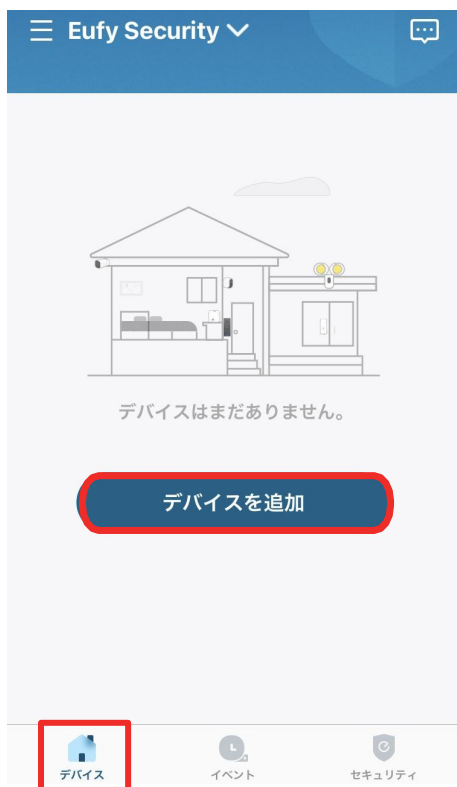 Eufy Security
デバイスはまだありません。
デバイスを追加
デバイス
イベント
セキュリティ